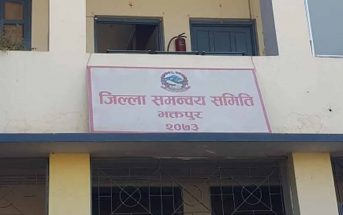 जिल्ला समन्वय समिति
भक्तपुर
२०७३